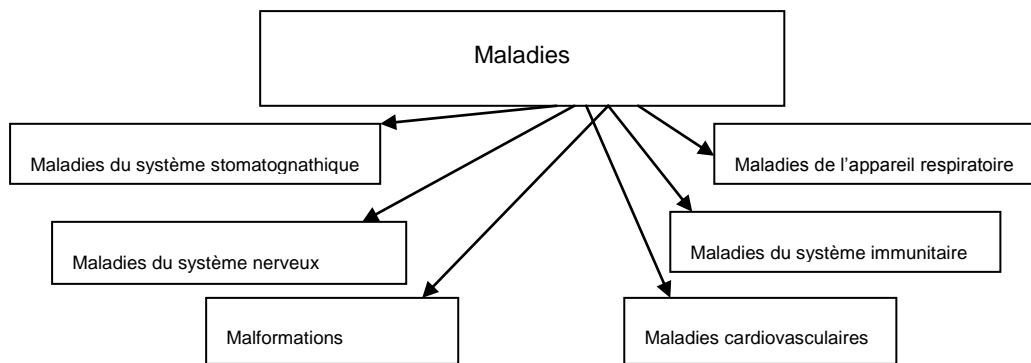 Maladies
Maladies du système stomatognathique
Maladies de l'appareil respiratoire
Maladies du système nerveux
Maladies du système immunitaire
Malformations
Maladies cardiovasculaires